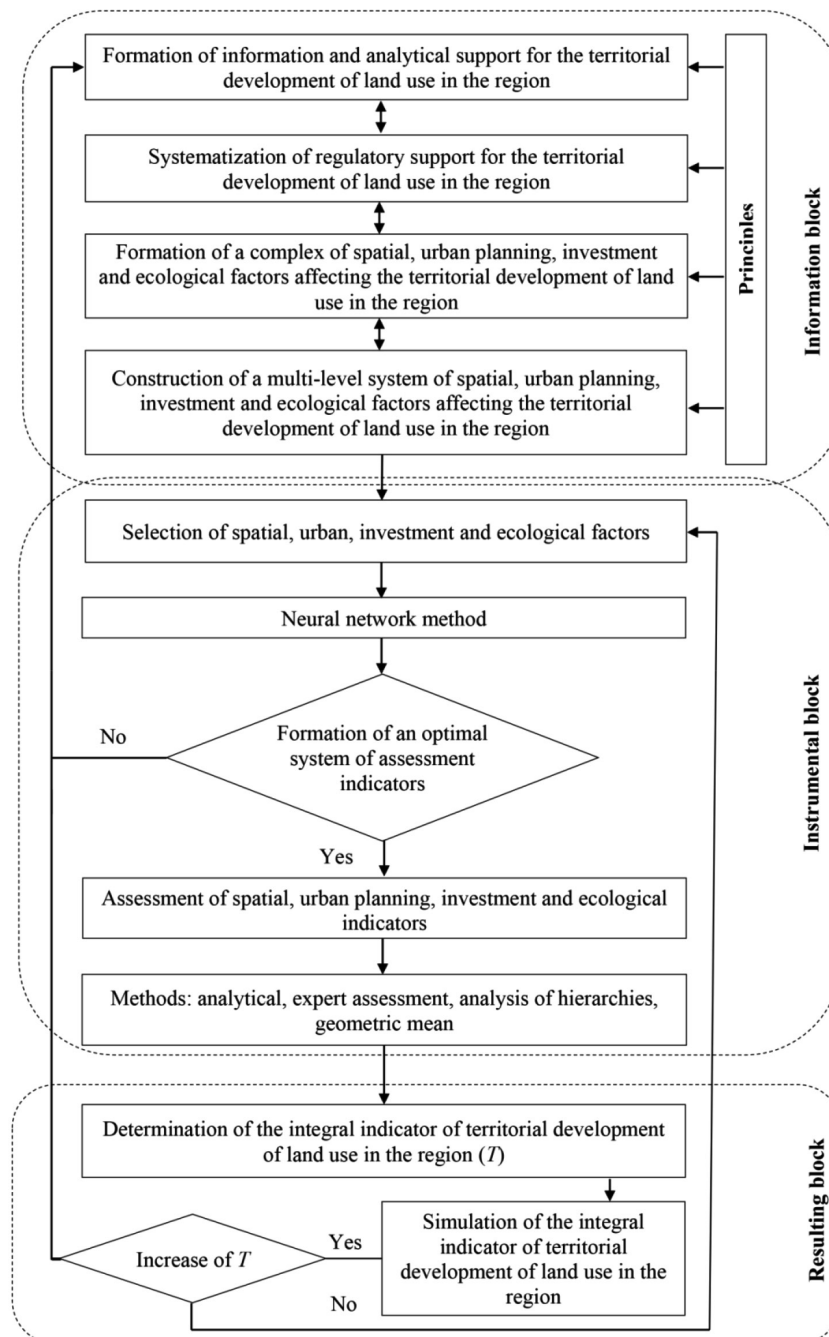 Formation of information and analytical support for the territorial
development of land use in the region
Systematization of regulatory support for the territorial
development of land use in the region
Formation of a complex of spatial, urban planning, investment
and ecological factors affecting the territorial development of land
use in the region
Construction of a multi-level system of spatial, urban planning,
investment and ecological factors affecting the territorial
development of land use in the region
Principles
Information block
Selection of spatial, urban, investment and ecological factors
Neural network method
No
Formation of an optimal
system of assessment
indicators
Yes
Assessment of spatial, urban planning, investment and ecological
indicators
Methods: analytical, expert assessment, analysis of hierarchies,
geometric mean
Instrumental block
Determination of the integral indicator of territorial development
of land use in the region (T)
Increase of T
Yes
Simulation of the integral
indicator of territorial
development of land use in the
region
No
Resulting block